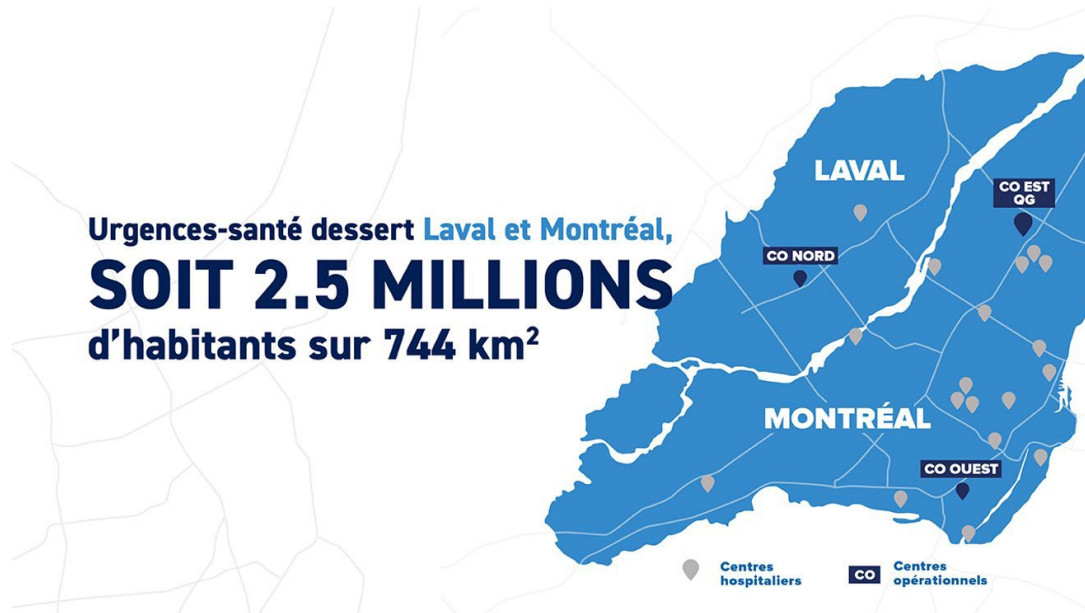 Urgences-santé dessert Laval et Montréal,
SOIT 2.5 MILLIONS
d'habitants sur 744 km²
LAVAL
CO EST
QG
CO NORD
MONTRÉAL
CO OUEST
Centres
hospitaliers
CO
Centres
opérationnels